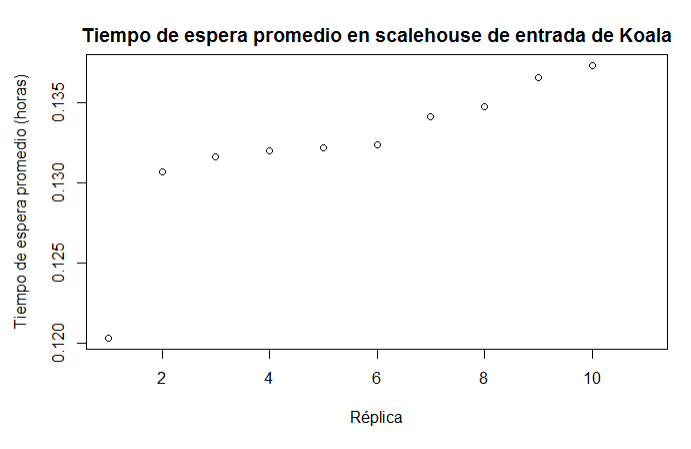 Tiempo de espera promedio en scalehouse de entrada de Koala
Tiempo de espera promedio (horas)
0.135
0.130
0.125
0.120
2 4 6 8 10
Réplica